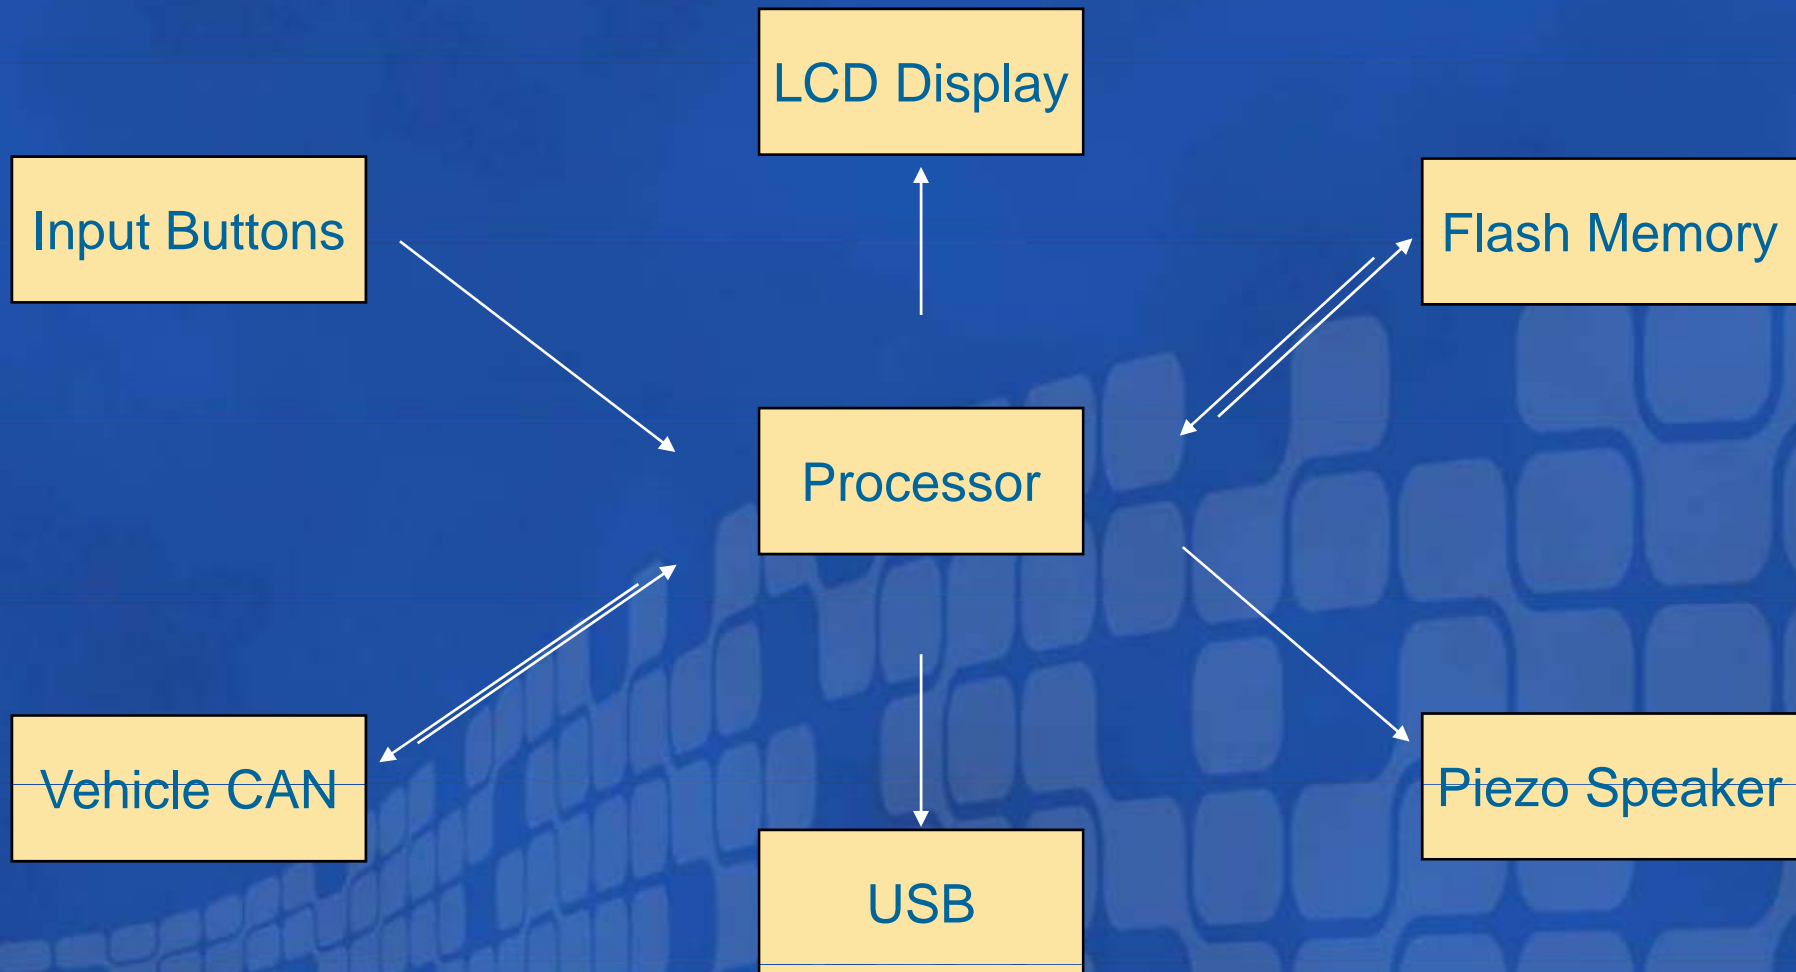 LCD Display
Input Buttons
Flash Memory
Processor
Vehicle CAN
Piezo Speaker
USB